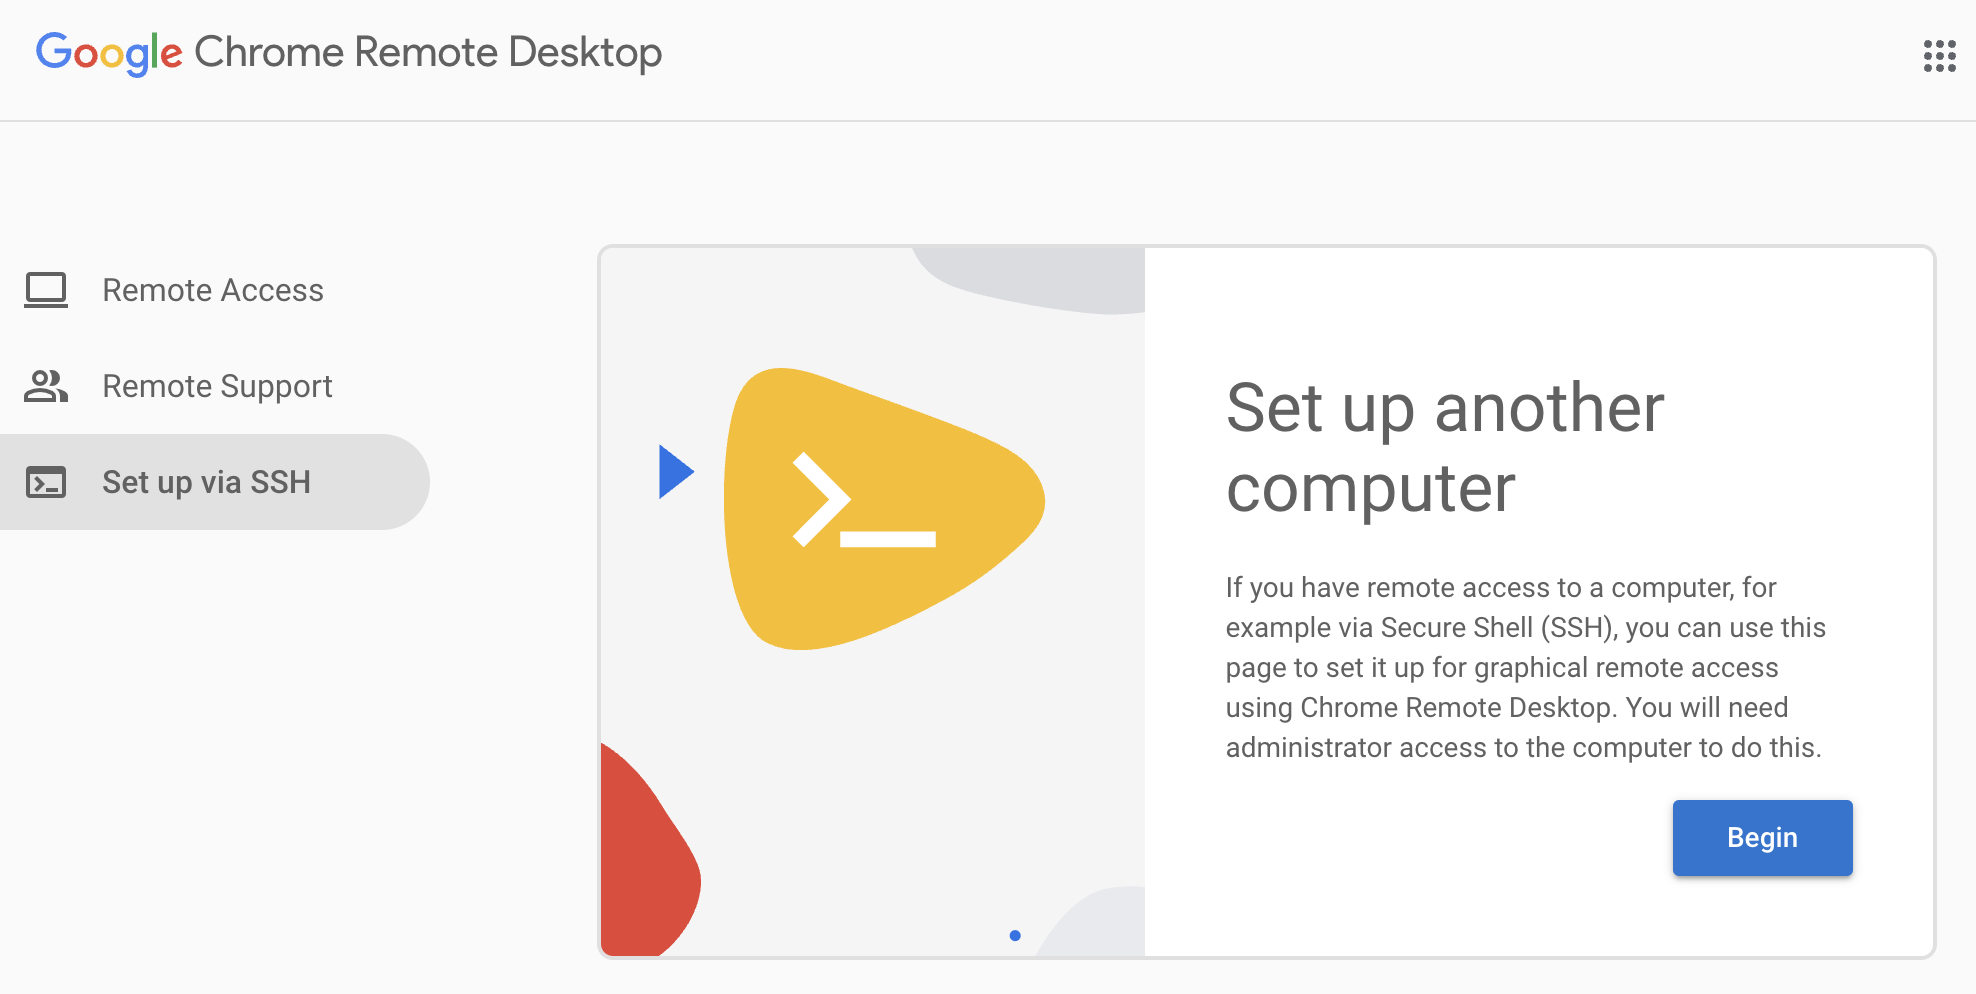 Google Chrome Remote Desktop
Remote Access
Remote Support
Set up via SSH
Set up another
computer
If you have remote access to a computer, for
example via Secure Shell (SSH), you can use this
page to set it up for graphical remote access
using Chrome Remote Desktop. You will need
administrator access to the computer to do this.
Begin